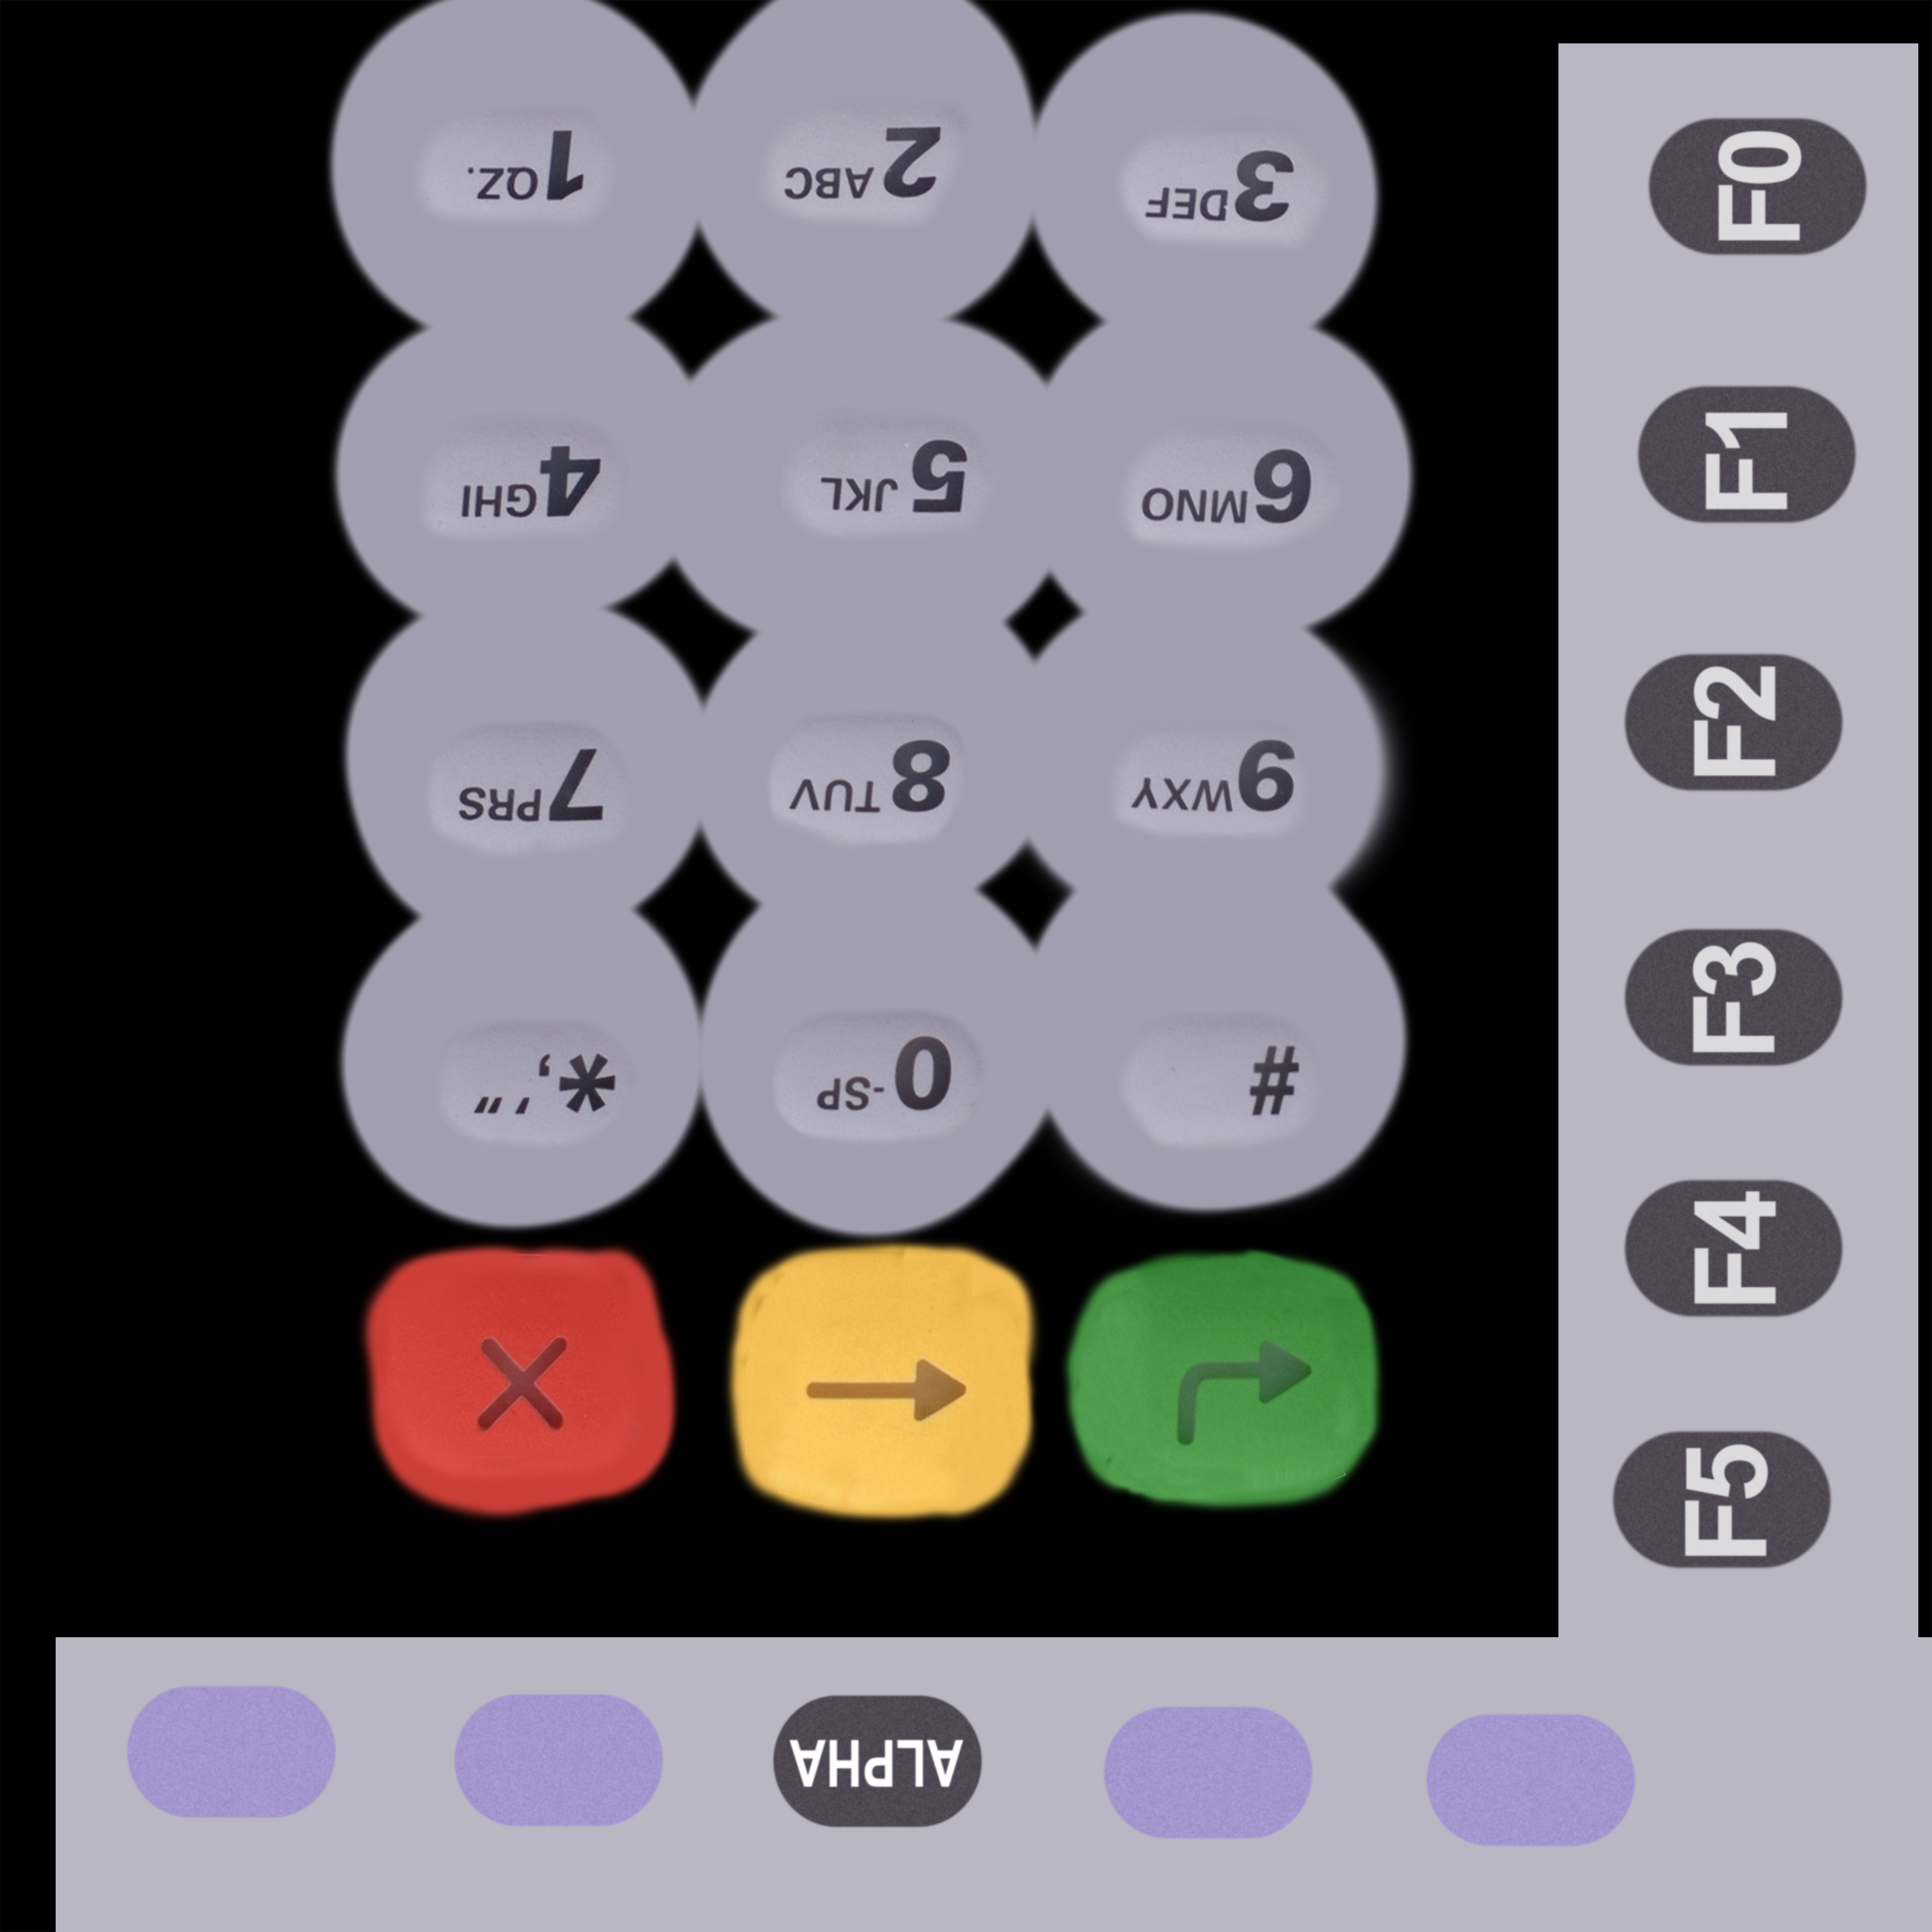 1 QZ.
2 ABC
3 DEF
4 GHI
5 JKL
6 MNO
7 PRS
8 TUV
9 WXY
*,'"
0 -SP
#
F0
F1
F2
F3
F4
F5
ALPHA